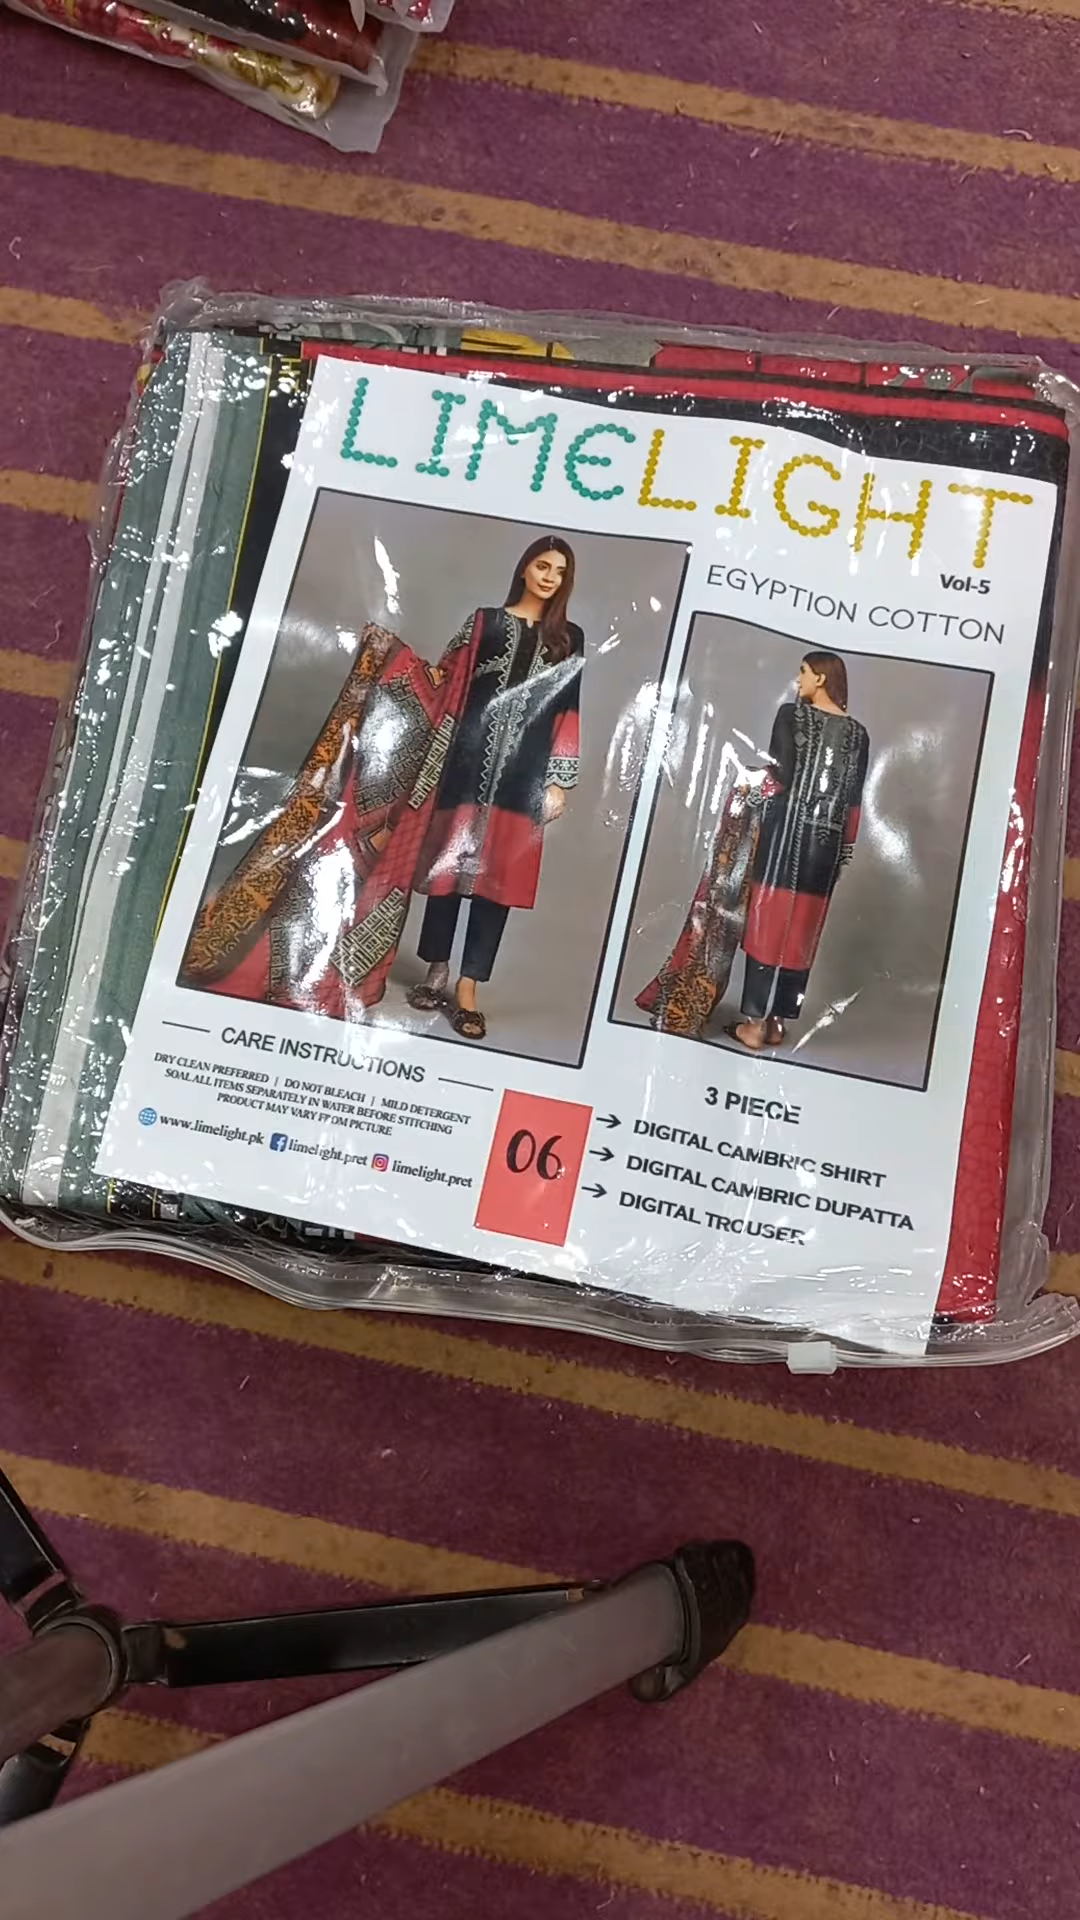 LIMELIGHT
Vol-5
EGYPTION COTTON
CARE INSTRUCTIONS
DRY CLEAN PREFERRED | DO NOT BLEACH | MILD DETERGENT
SOAL ALL ITEMS SEPARATELY IN WATER BEFORE STITCHING
PRODUCT MAY VARY FROM PICTURE
www.limelight.pk limelight.pret limelight.pret
06
3 PIECE
→ DIGITAL CAMBRIC SHIRT
→ DIGITAL CAMBRIC DUPATTA
→ DIGITAL TROUSER